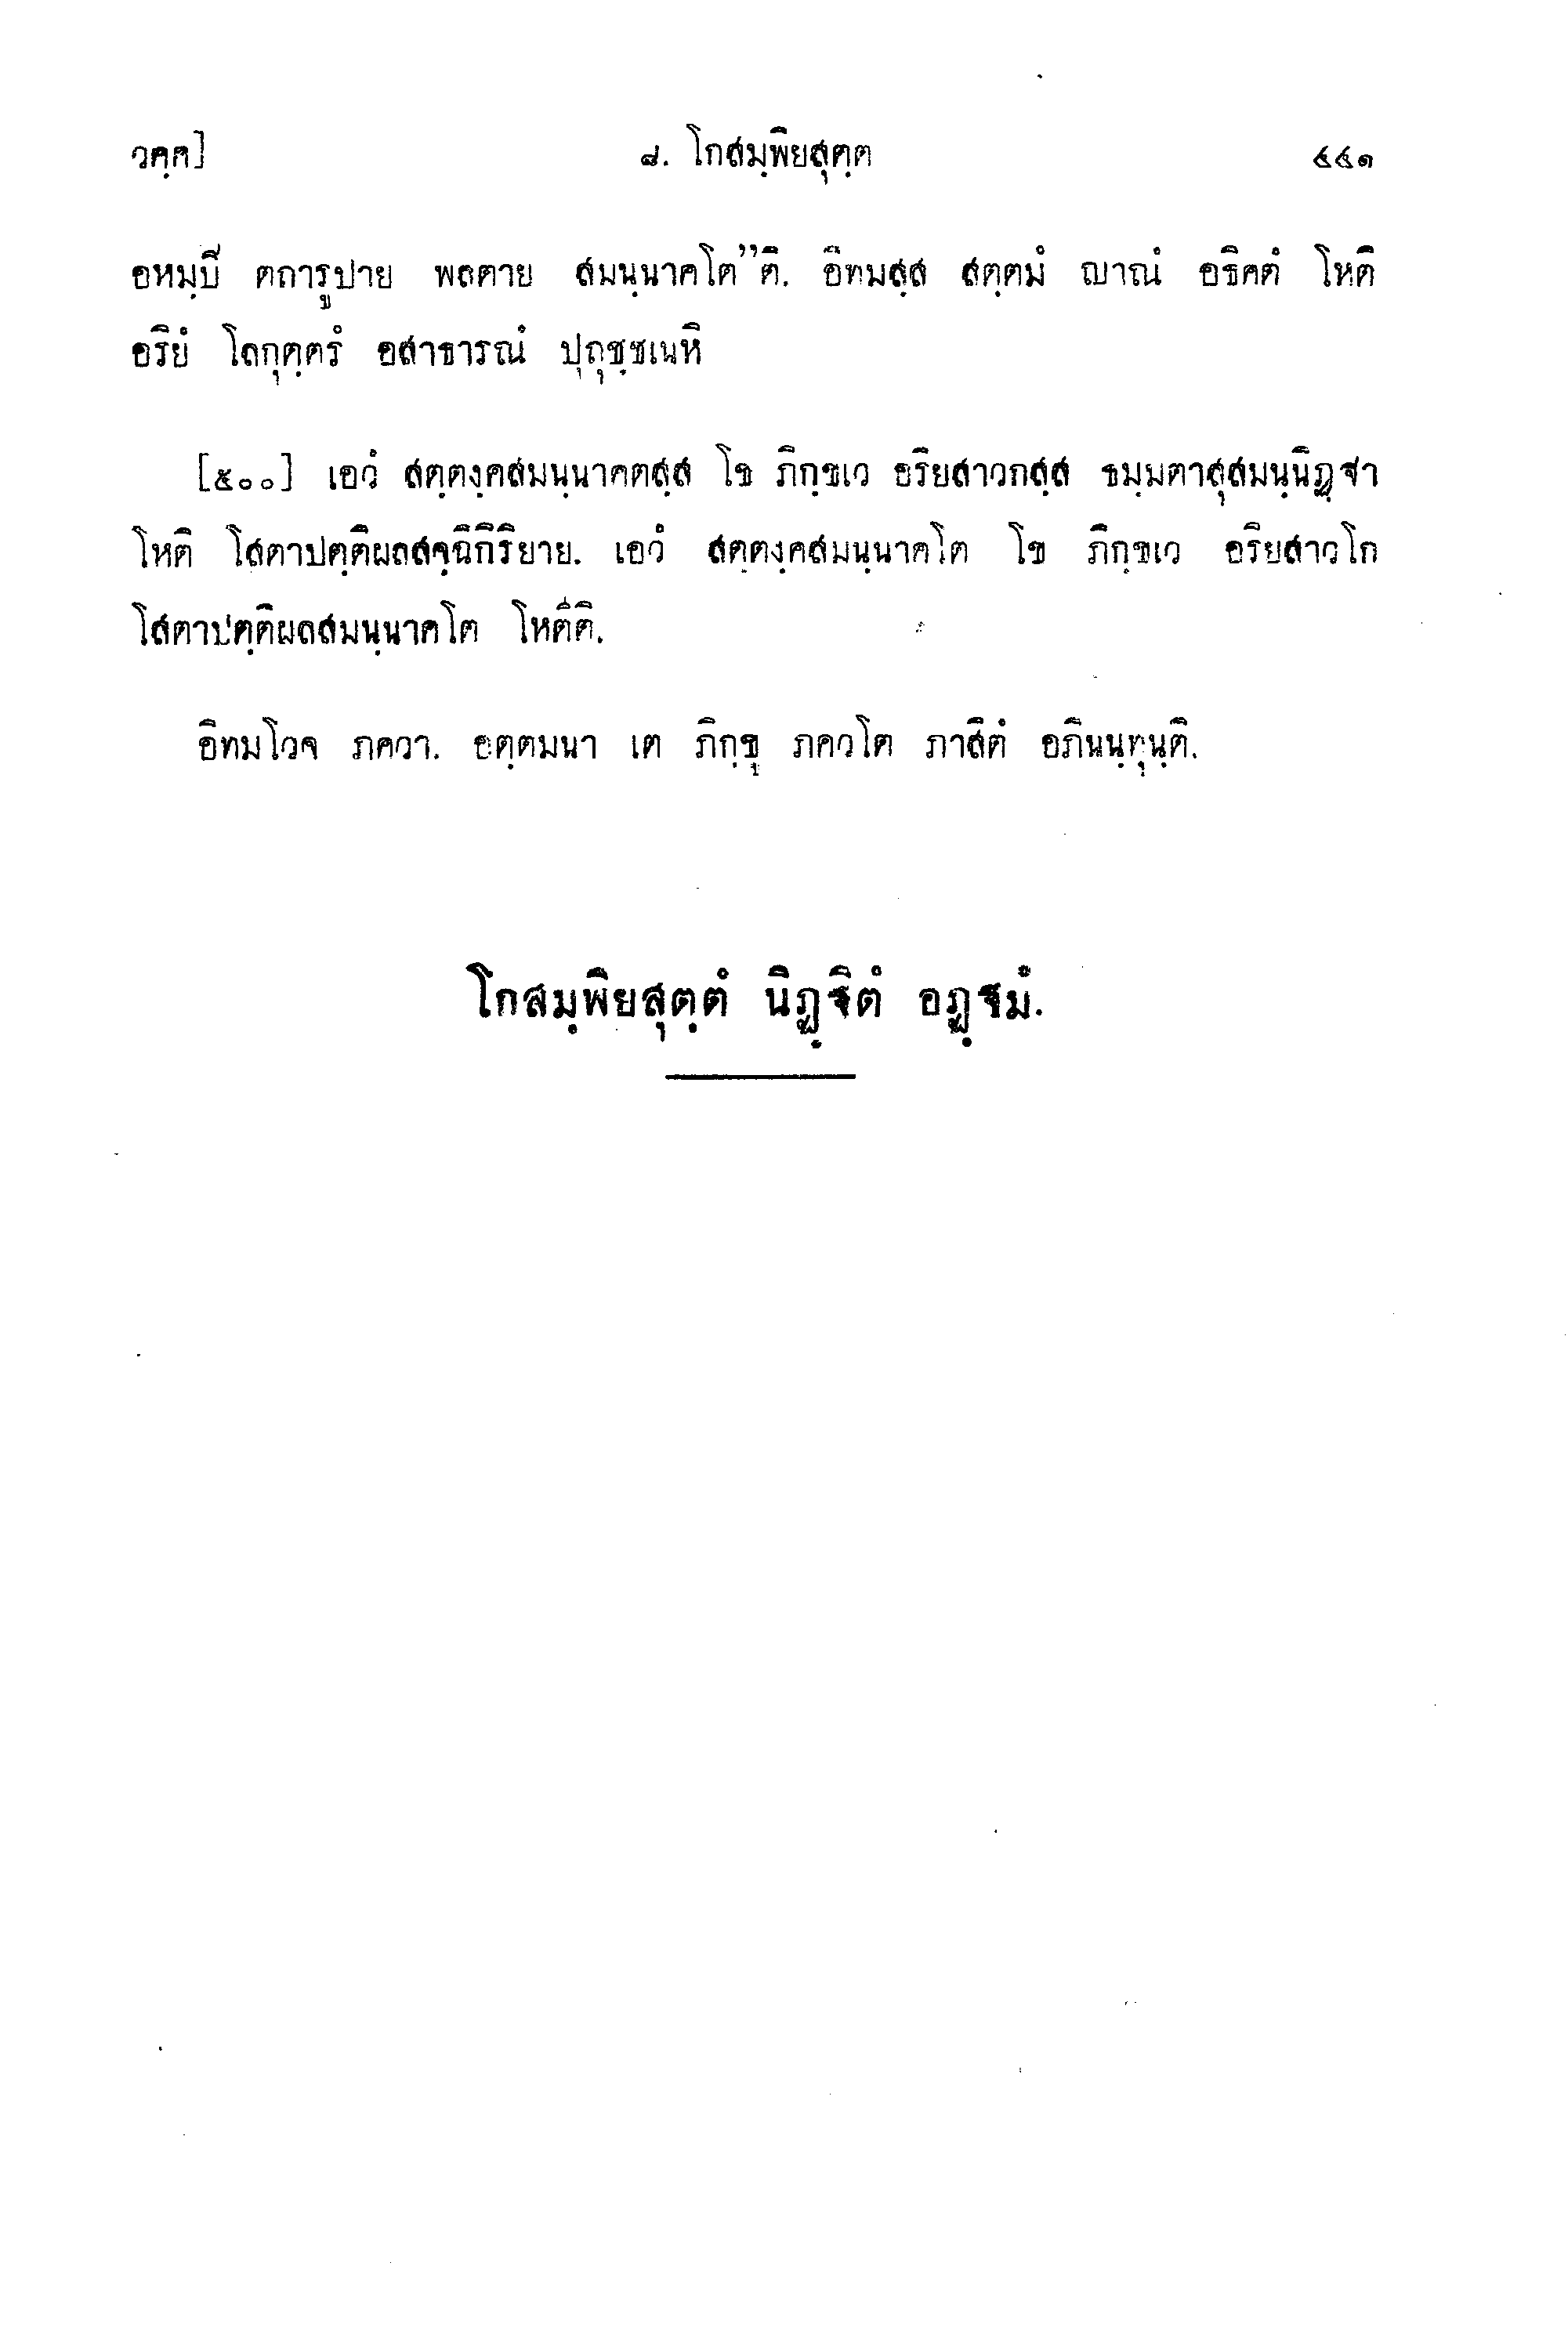 วคฺค] ๘. โกสมฺพิยสุตฺต ๔๔๑
อหมฺปิ ตถารูปาย พลตาย สมนฺนาคโต”ติ. อิทมสฺส สตฺตมํ ญาณํ อธิคตํ โหติ
อริยํ โลกุตฺตรํ อสาธารณํ ปุถุชฺชเนหิ
[๕๐๐] เอวํ สตฺตงฺคสมนฺนาคตสฺส โข ภิกฺขเว อริยสาวกสฺส ธมฺมตาสุสมนฺนิฏฺฐา
โหติ โสตาปตฺติผลสจฺฉิกิริยาย. เอวํ สตฺตงฺคสมนฺนาคโต โข ภิกฺขเว อริยสาวโก
โสตาปตฺติผลสมนฺนาคโต โหตีติ.
อิทมโวจ ภควา. อตฺตมนา เต ภิกฺขู ภควโต ภาสิตํ อภินนฺทุนฺติ.
โกสมฺพิยสุตฺตํ นิฏฺฐิตํ อฏฺฐมํ.